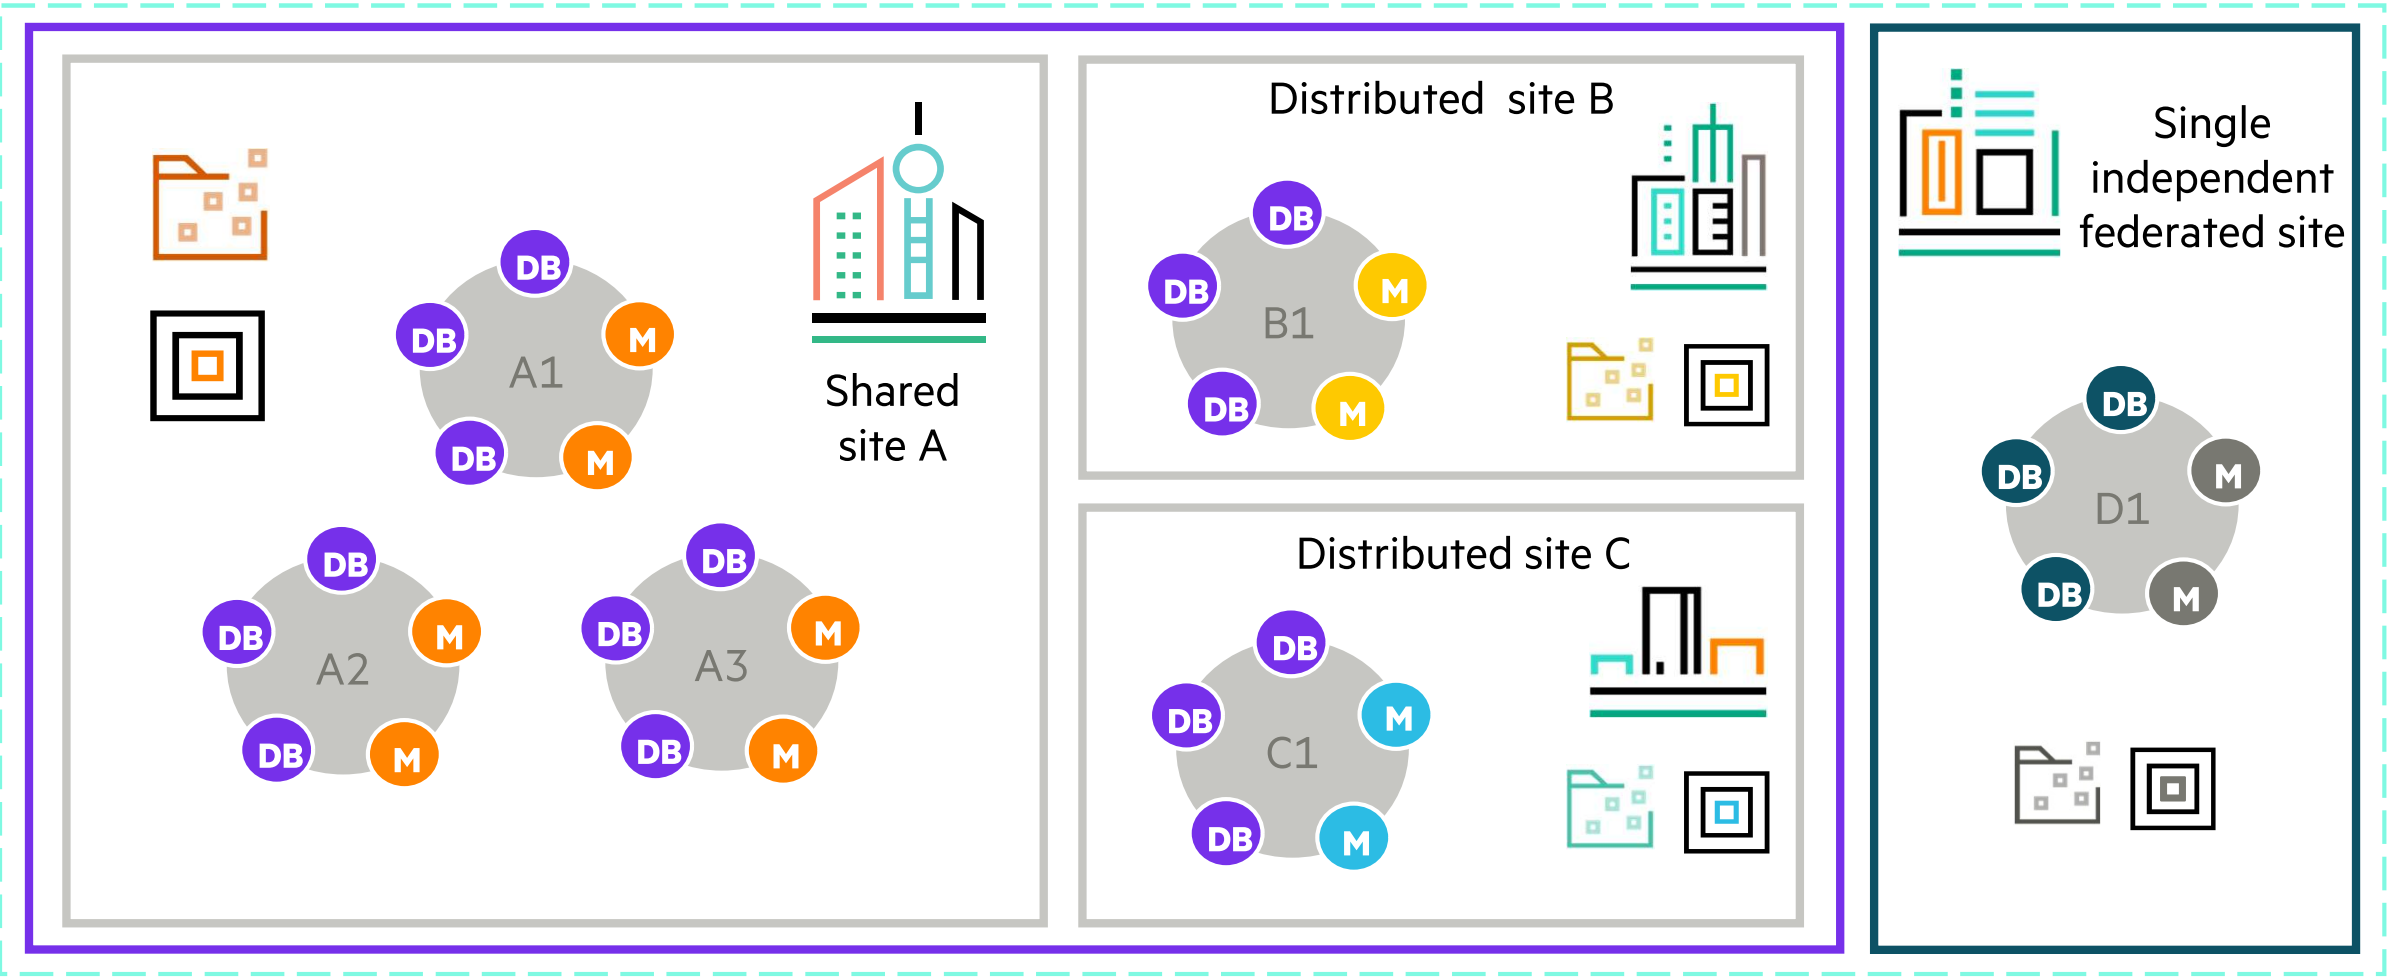 Shared
site A
DB
DB
M
A1
DB
M
DB
DB
M
A2
DB
M
DB
DB
M
A3
DB
M
Distributed  site B
DB
DB
M
B1
DB
M
Distributed site C
DB
DB
M
C1
DB
M
Single
independent
federated site
DB
DB
M
D1
DB
M